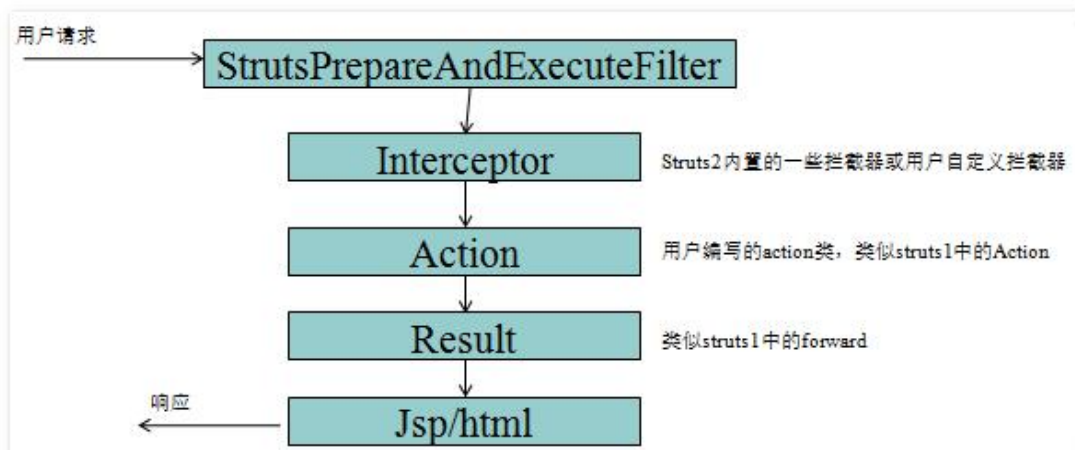 用户请求
StrutsPrepareAndExecuteFilter
Interceptor
Struts2内置的一些拦截器或用户自定义拦截器
Action
用户编写的action类，类似struts1中的Action
Result
类似struts1中的forward
响应
Jsp/html